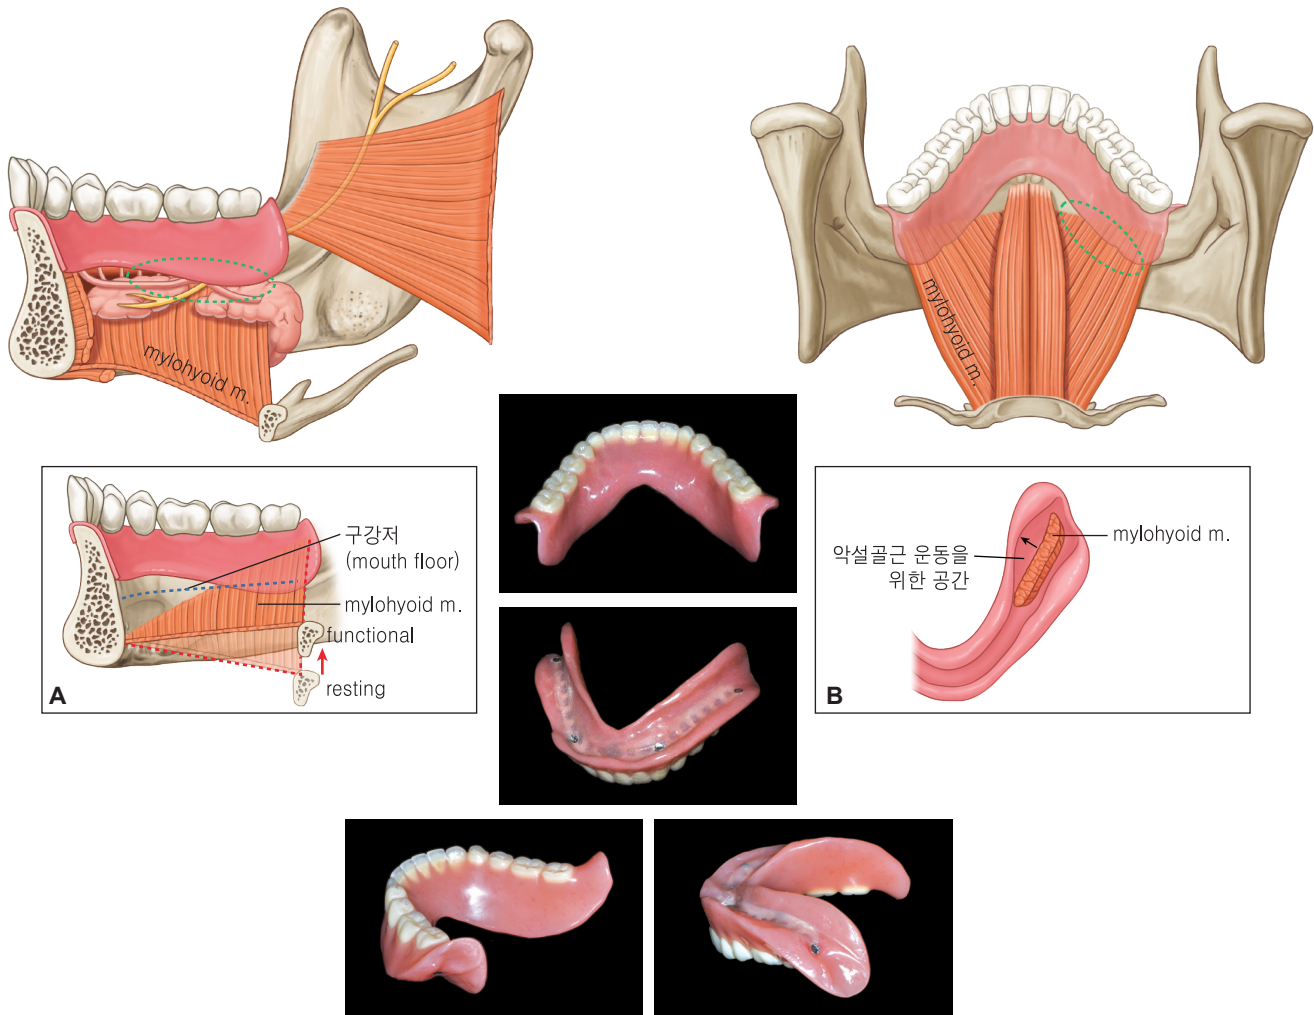 mylohyoid m.
mylohyoid m.
구강저
(mouth floor)
mylohyoid m.
functional
resting
A
mylohyoid m.
악설골근 운동을
위한 공간
B